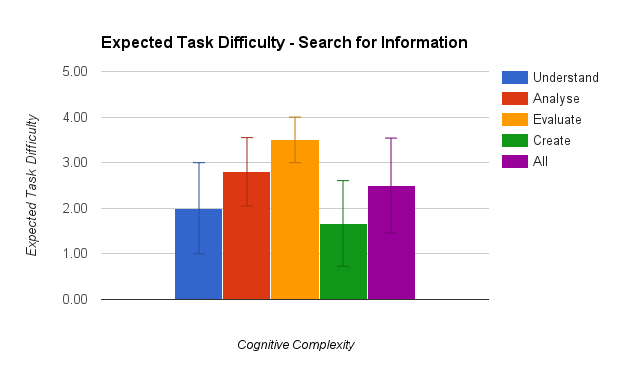 Expected Task Difficulty - Search for Information
5.00
4.00
3.00
2.00
1.00
0.00
Expected Task Difficulty
Cognitive Complexity
Understand
Analyse
Evaluate
Create
All